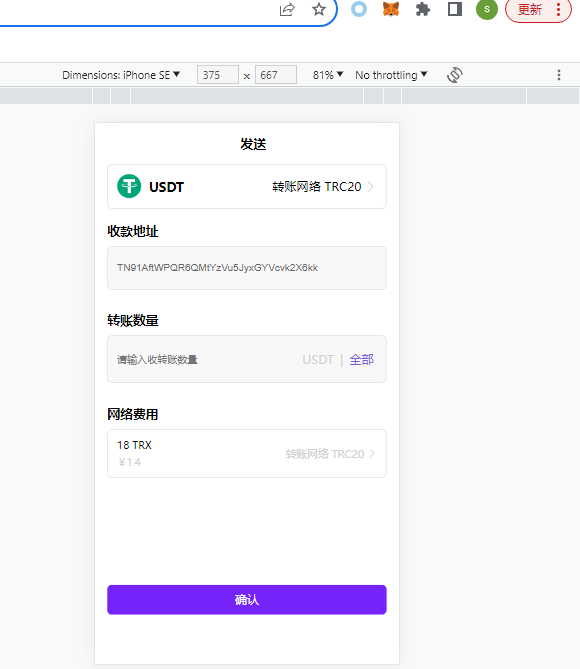 S
更新
Dimensions: iPhone SE
375
x
667
81%
No throttling
发送
USDT
转账网络 TRC20
收款地址
TN91AftWPQR6QMtYzVu5JyxGYVcvk2X6kk
转账数量
请输入收转账数量
USDT | 全部
网络费用
18 TRX
¥1.4
转账网络 TRC20
确认